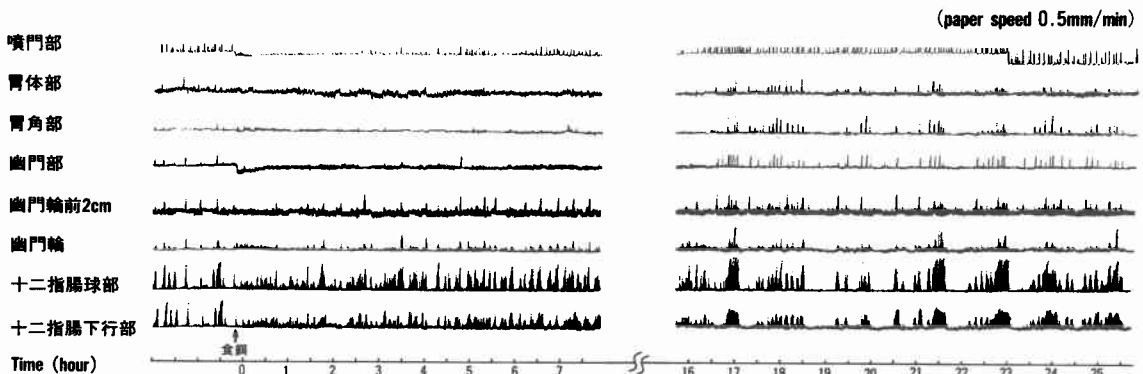 (paper speed 0.5mm/min)
噴門部
胃体部
胃角部
幽門部
幽門輪前2cm
幽門輪
十二指腸球部
十二指腸下行部
食餌
Time (hour)
0 1 2 3 4 5 6 7 16 17 18 19 20 21 22 23 24 25